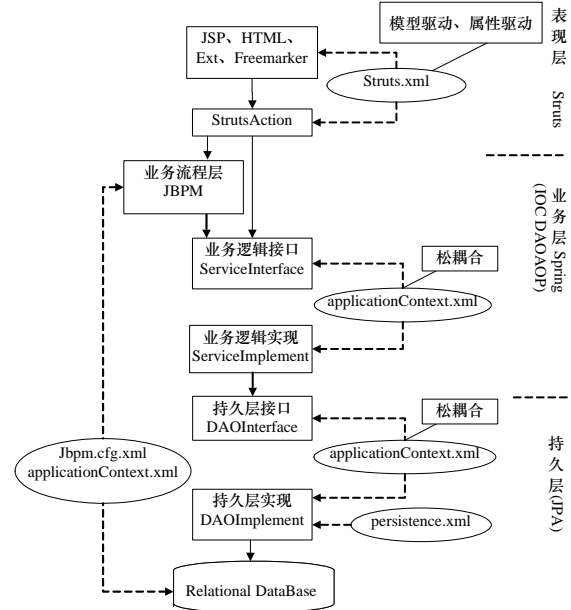 JSP、HTML、
Ext、Freemarker
模型驱动、属性驱动
Struts.xml
StrutsAction
表现层 Struts
业务流程层
JBPM
业务逻辑接口
ServiceInterface
松耦合
applicationContext.xml
业务层 Spring
(IOC DAOAOP)
业务逻辑实现
ServiceImplement
持久层接口
DAOInterface
松耦合
applicationContext.xml
Jbpm.cfg.xml
applicationContext.xml
持久层实现
DAOImplement
persistence.xml
持久层(JPA)
Relational DataBase